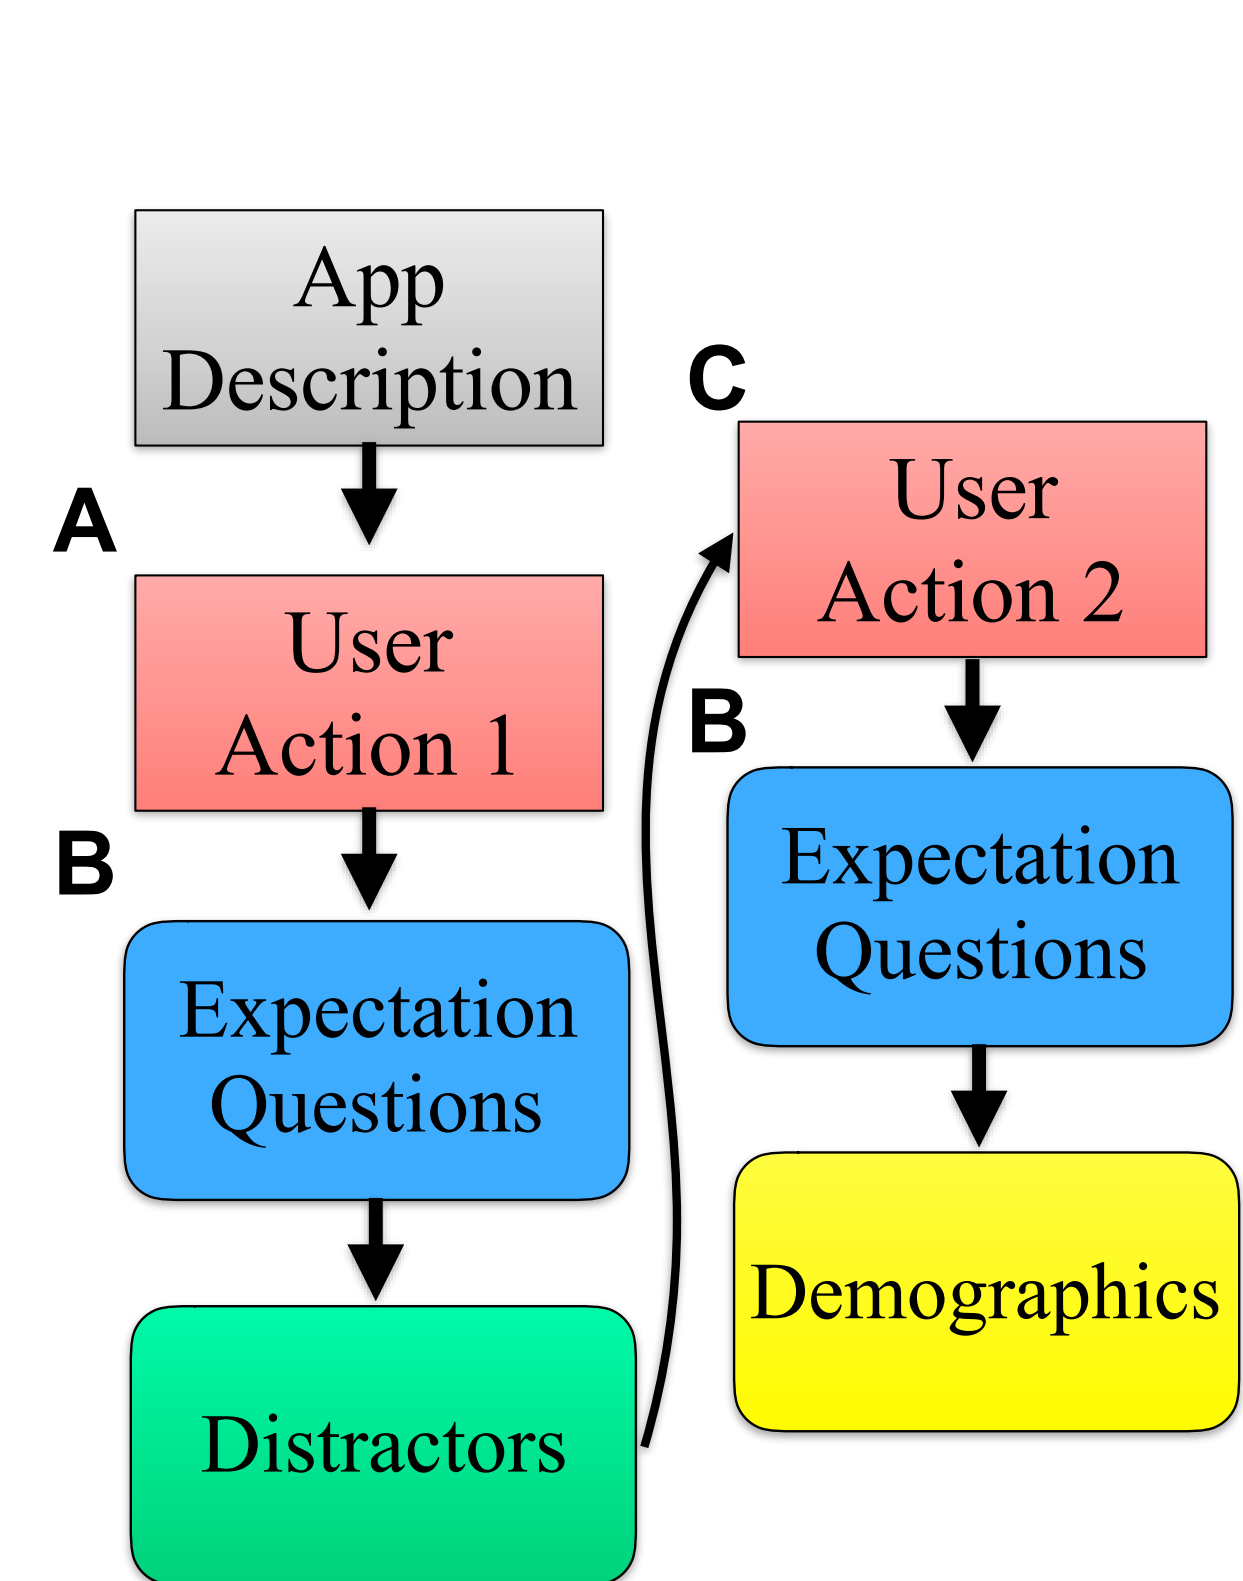 App
Description
A
User
Action 1
B
Expectation
Questions
Distractors
C
User
Action 2
B
Expectation
Questions
Demographics